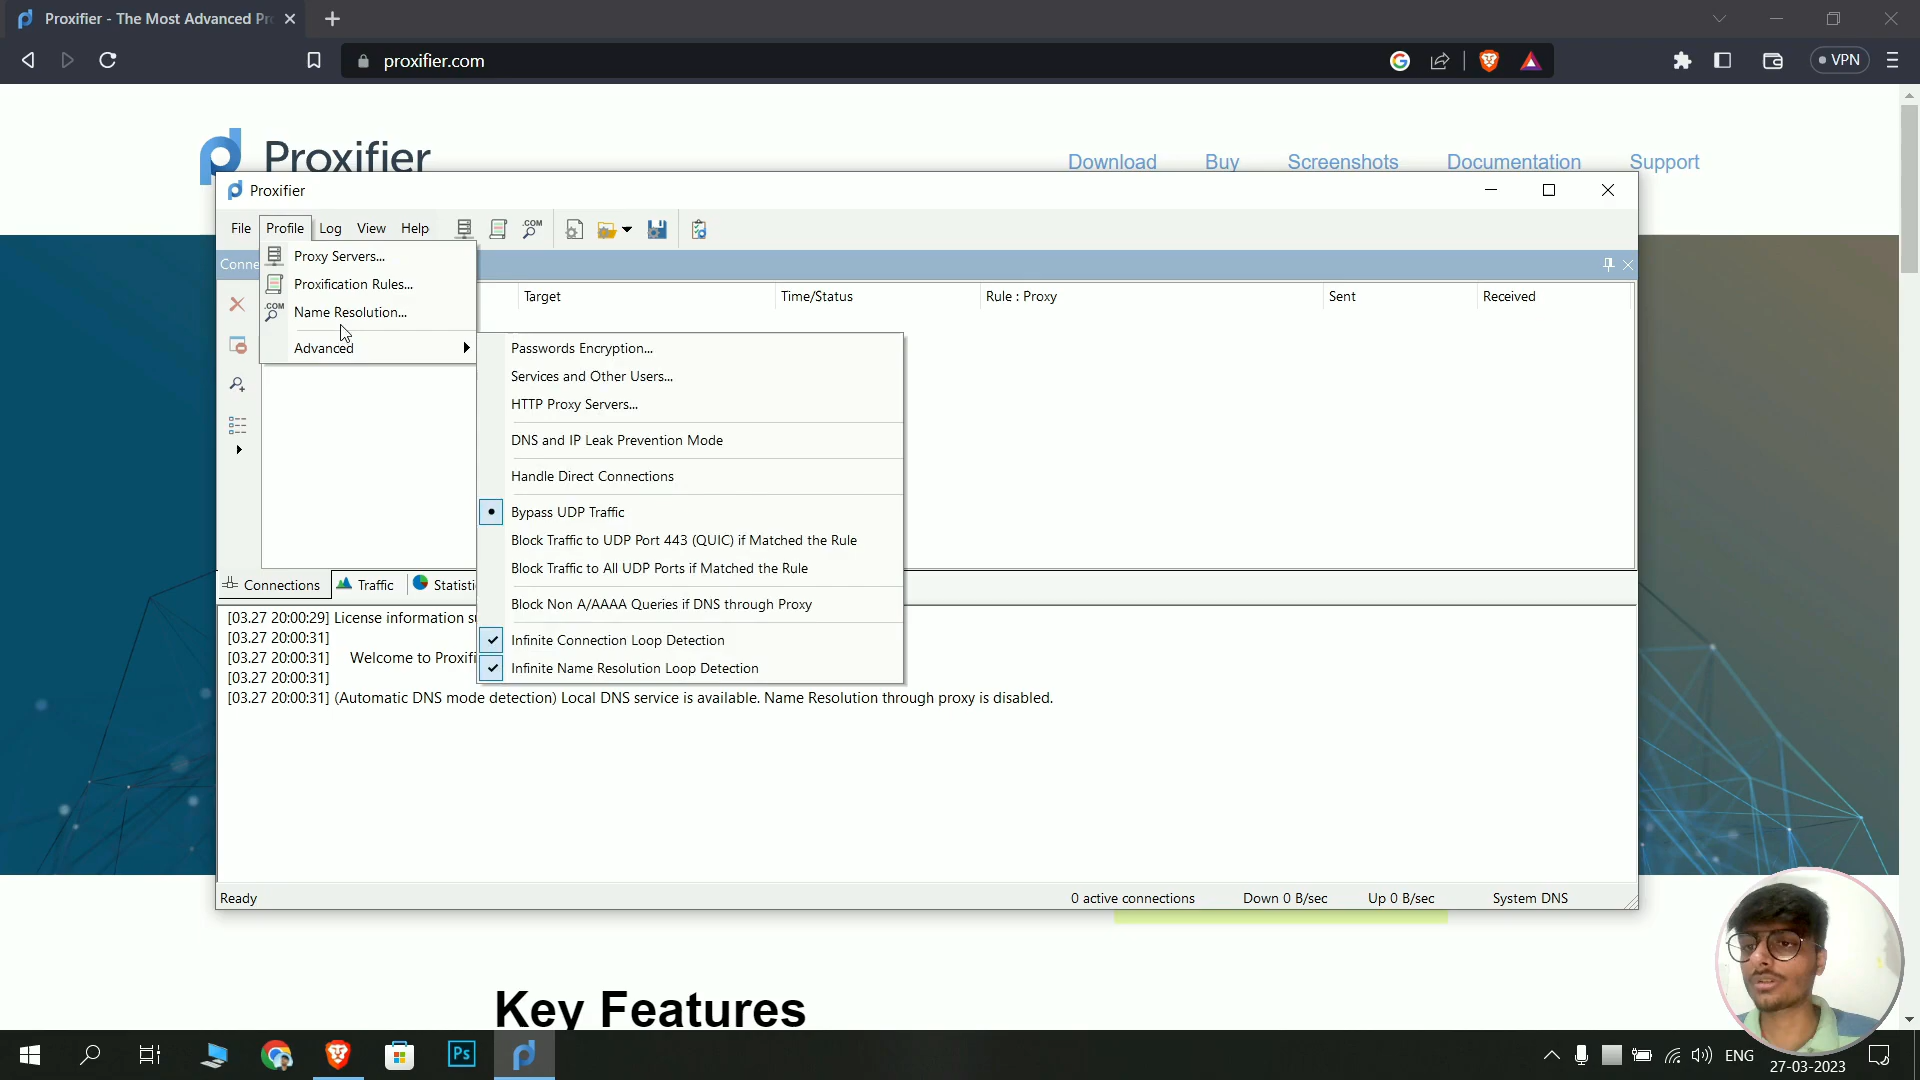 Proxifier - The Most Advanced Pr
proxifier.com
VPN
Proxifier
Download
Buy
Screenshots
Documentation
Support
Proxifier
File
Profile
Log
View
Help
.COM
Conne
Proxy Servers...
Proxification Rules...
.COM
Name Resolution...
Advanced
Target
Time/Status
Rule : Proxy
Sent
Received
Passwords Encryption...
Services and Other Users...
HTTP Proxy Servers...
DNS and IP Leak Prevention Mode
Handle Direct Connections
Bypass UDP Traffic
Block Traffic to UDP Port 443 (QUIC) if Matched the Rule
Block Traffic to All UDP Ports if Matched the Rule
Block Non A/AAAA Queries if DNS through Proxy
Infinite Connection Loop Detection
Infinite Name Resolution Loop Detection
Connections
Traffic
Statisti
[03.27 20:00:29] License information s
[03.27 20:00:31]
[03.27 20:00:31] Welcome to Proxifi
[03.27 20:00:31]
[03.27 20:00:31] (Automatic DNS mode detection) Local DNS service is available. Name Resolution through proxy is disabled.
Ready
0 active connections
Down 0 B/sec
Up 0 B/sec
System DNS
Key Features
Ps
ENG
27-03-2023